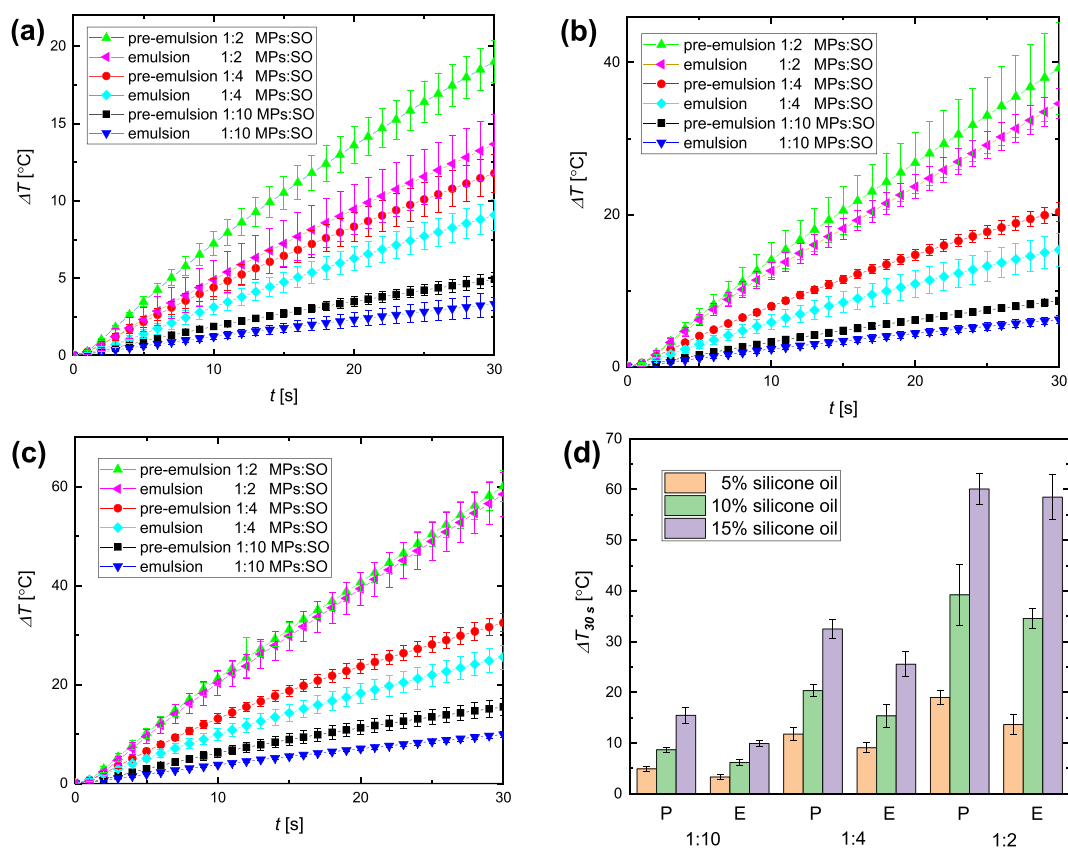 (a)
pre-emulsion 1:2 MPs:SO
emulsion 1:2 MPs:SO
pre-emulsion 1:4 MPs:SO
emulsion 1:4 MPs:SO
pre-emulsion 1:10 MPs:SO
emulsion 1:10 MPs:SO
ΔT [°C]
20
15
10
5
0
0 10 20 30
t [s]
(b)
pre-emulsion 1:2 MPs:SO
emulsion 1:2 MPs:SO
pre-emulsion 1:4 MPs:SO
emulsion 1:4 MPs:SO
pre-emulsion 1:10 MPs:SO
emulsion 1:10 MPs:SO
ΔT [°C]
40
20
0
0 10 20 30
t [s]
(c)
pre-emulsion 1:2 MPs:SO
emulsion 1:2 MPs:SO
pre-emulsion 1:4 MPs:SO
emulsion 1:4 MPs:SO
pre-emulsion 1:10 MPs:SO
emulsion 1:10 MPs:SO
ΔT [°C]
60
40
20
0
0 10 20 30
t [s]
(d)
5% silicone oil
10% silicone oil
15% silicone oil
ΔT30 s [°C]
70
60
50
40
30
20
10
0
P E P E P E
1:10 1:4 1:2